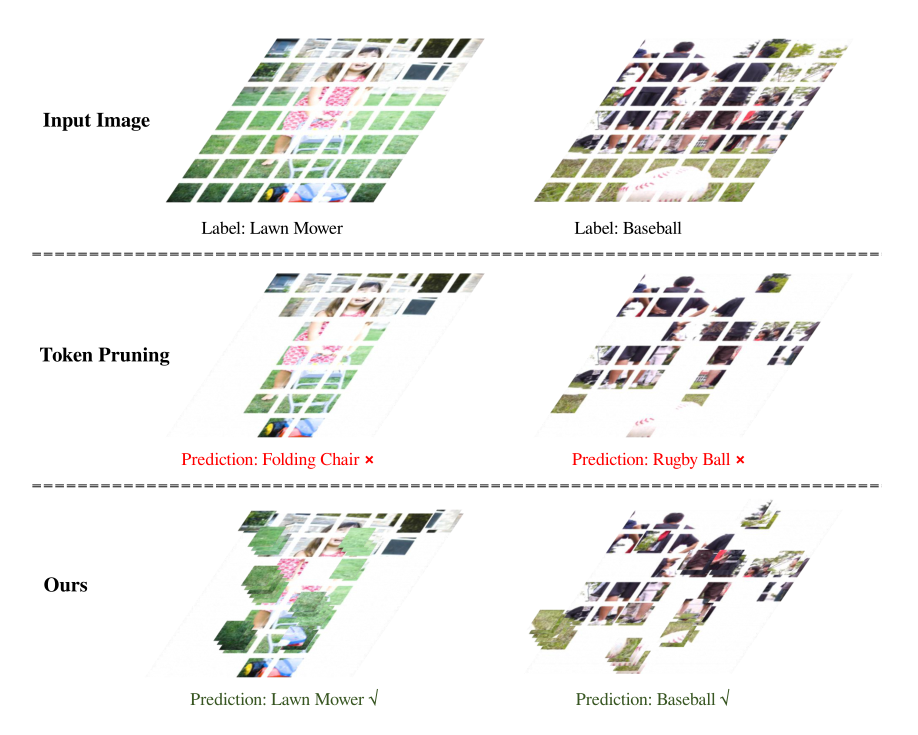 Input Image
Label: Lawn Mower
Label: Baseball
Token Pruning
Prediction: Folding Chair ×
Prediction: Rugby Ball ×
Ours
Prediction: Lawn Mower √
Prediction: Baseball √